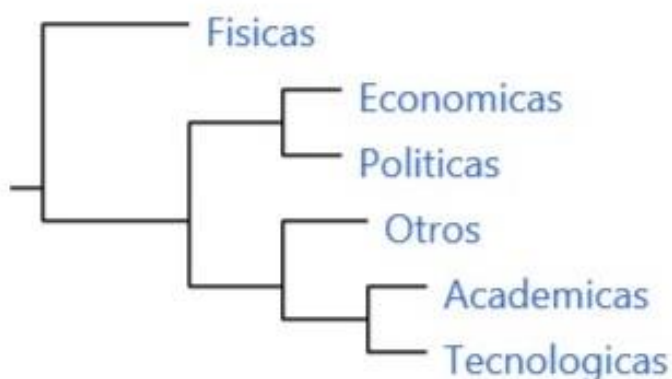 Fisicas
Economicas
Politicas
Otros
Academicas
Tecnologicas